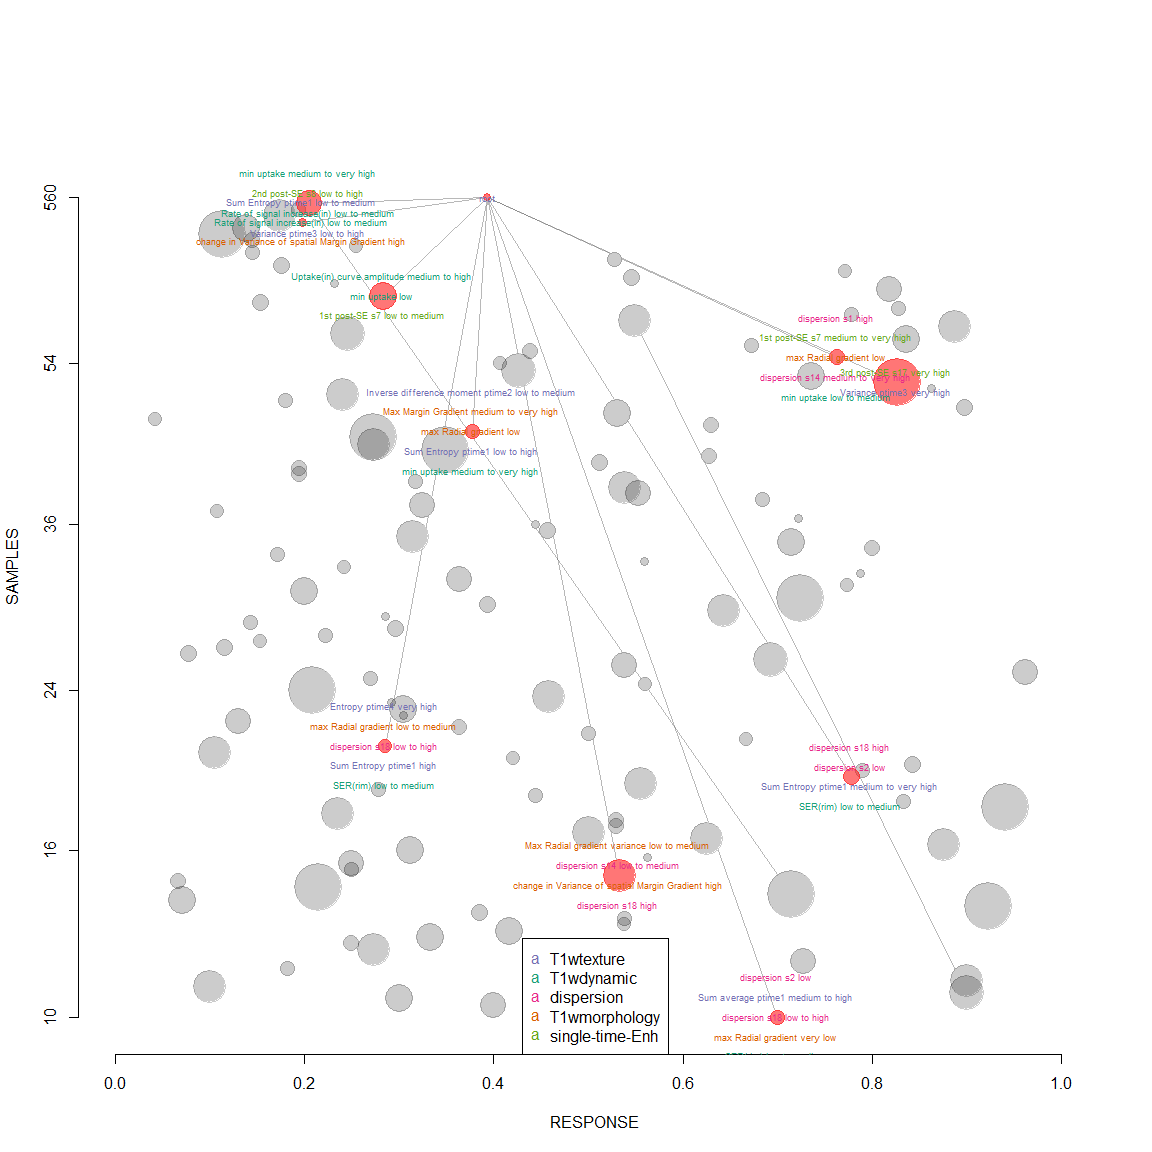 min uptake medium to very high
2nd post-SE s6 low to high
Sum Entropy ptime1 low to medium
Rate of signal increase(in) low to medium
Rate of signal increase(in) low to medium
Variance ptime3 low to high
change in Variance of spatial Margin Gradient high
root
Uptake(in) curve amplitude medium to high
min uptake low
1st post-SE s7 low to medium
dispersion s1 high
1st post-SE s7 medium to very high
max Radial gradient low
3rd post-SE s17 very high
dispersion s14 medium to very high
Variance ptime3 very high
min uptake low to medium
Inverse difference moment ptime2 low to medium
Max Margin Gradient medium to very high
max Radial gradient low
Sum Entropy ptime1 low to high
min uptake medium to very high
Entropy ptime4 very high
max Radial gradient low to medium
dispersion s18 low to high
Sum Entropy ptime1 high
SER(rim) low to medium
dispersion s18 high
dispersion s2 low
Sum Entropy ptime1 medium to very high
SER(rim) low to medium
Max Radial gradient variance low to medium
dispersion s14 low to medium
change in Variance of spatial Margin Gradient high
dispersion s18 high
dispersion s2 low
Sum average ptime1 medium to high
dispersion s18 low to high
max Radial gradient very low
a T1wtexture
a T1wdynamic
a dispersion
a T1wmorphology
a single-time-Enh
SAMPLES
560
54
36
24
16
10
0.0 0.2 0.4 0.6 0.8 1.0
RESPONSE